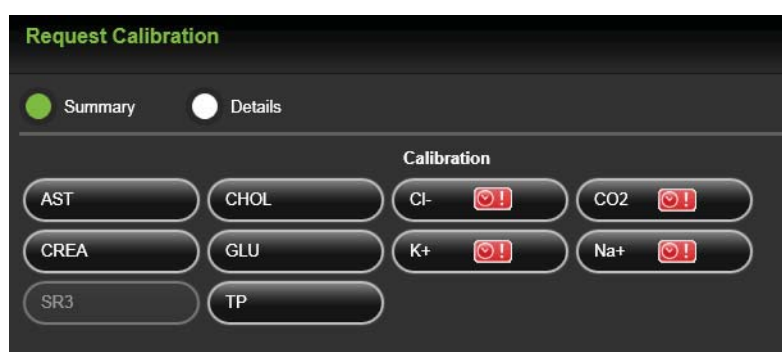 Request Calibration
Summary Details
Calibration
AST CHOL Cl- CO2
CREA GLU K+ Na+
SR3 TP